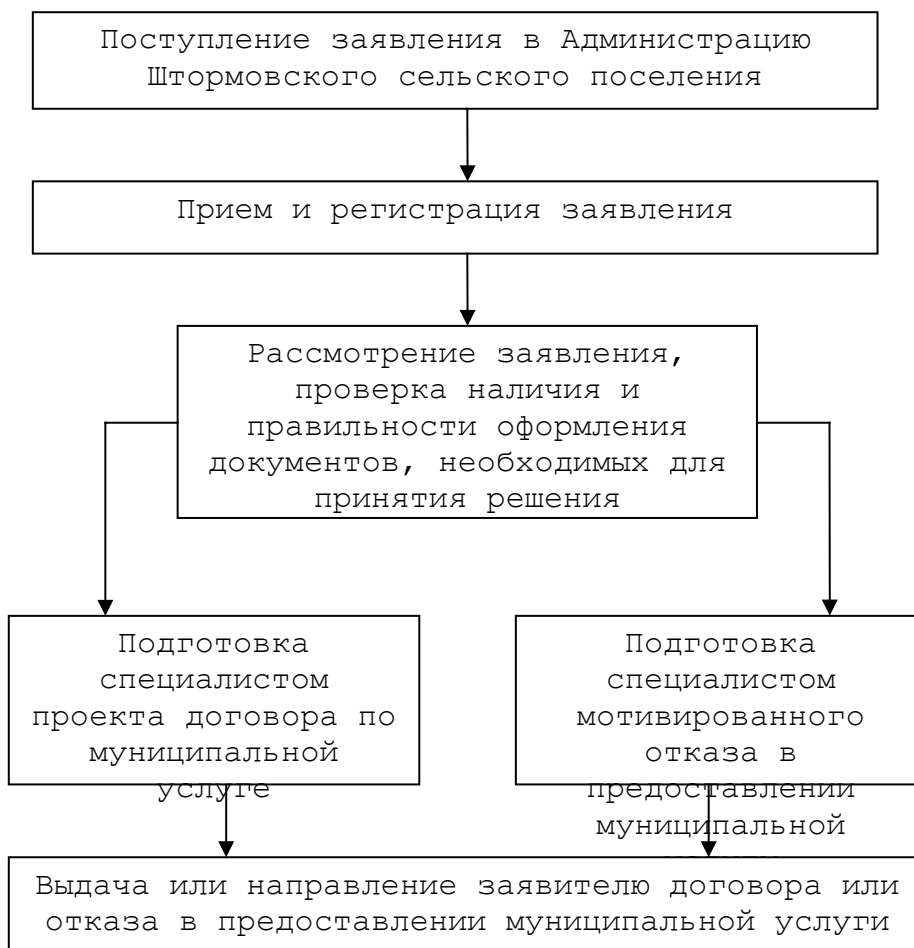 Поступление заявления в Администрацию
Штормовского сельского поселения
Прием и регистрация заявления
Рассмотрение заявления,
проверка наличия и
правильности оформления
документов, необходимых для
принятия решения
Подготовка
специалистом
проекта договора по
муниципальной
услуге
Подготовка
специалистом
мотивированного
отказа в
предоставлении
муниципальной
Выдача или направление заявителю договора или
отказа в предоставлении муниципальной услуги